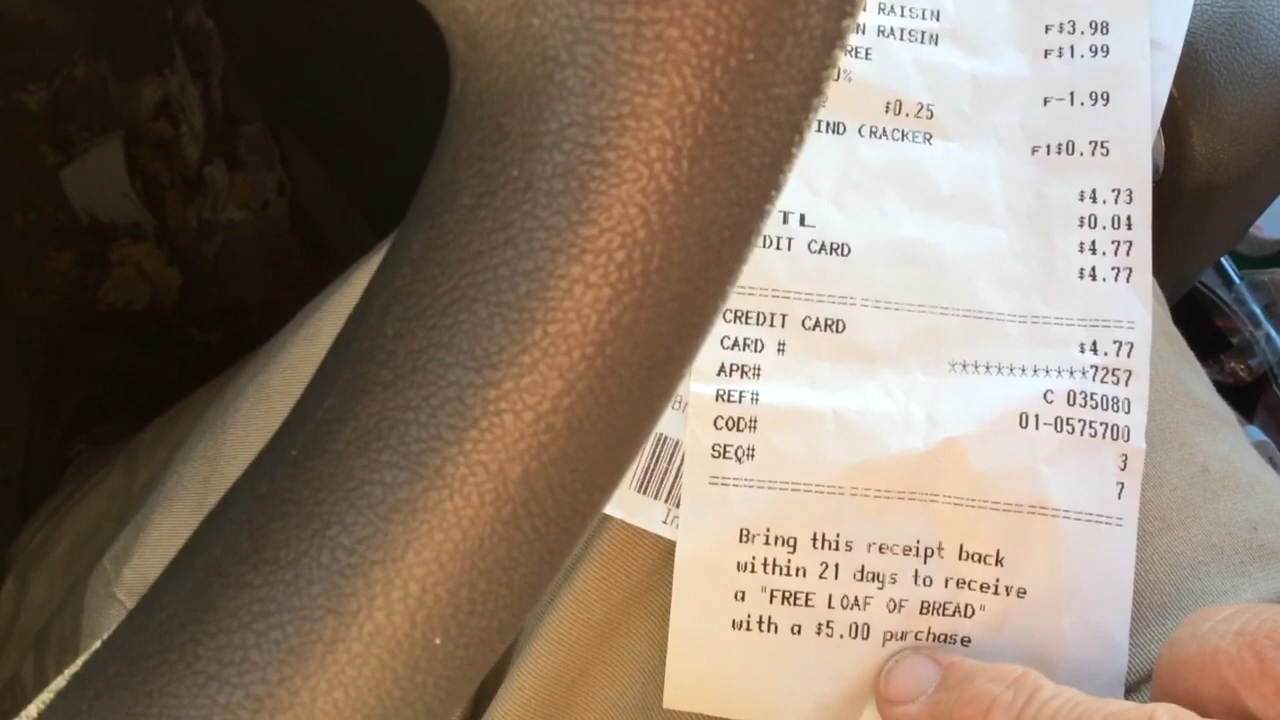 RAISIN F$3.98
N RAISIN F$1.99
REE
0% F-1.99
$0.25
IND CRACKER F1$0.75
$4.73
$0.04
TL $4.77
EDIT CARD $4.77
CREDIT CARD $4.77
CARD # ************7257
APR# C 035080
REF# 01-0575700
COD# 3
SEQ# 7
Bring this receipt back
within 21 days to receive
a "FREE LOAF OF BREAD"
with a $5.00 purchase